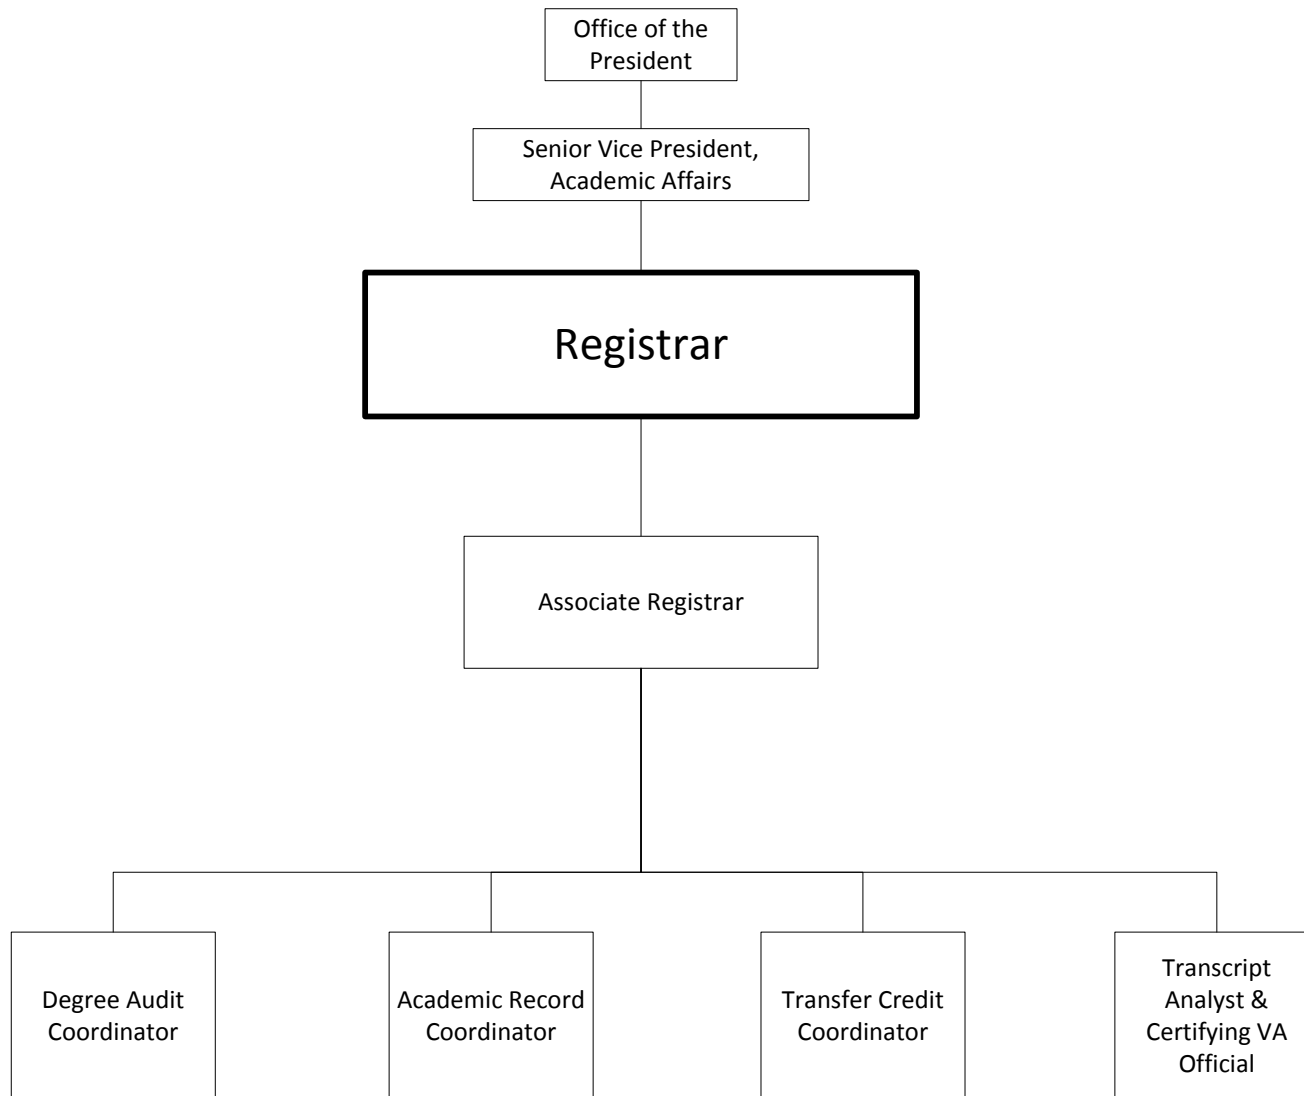 Office of the
President
Senior Vice President,
Academic Affairs
Registrar
Associate Registrar
Degree Audit
Coordinator
Academic Record
Coordinator
Transfer Credit
Coordinator
Transcript
Analyst &
Certifying VA
Official